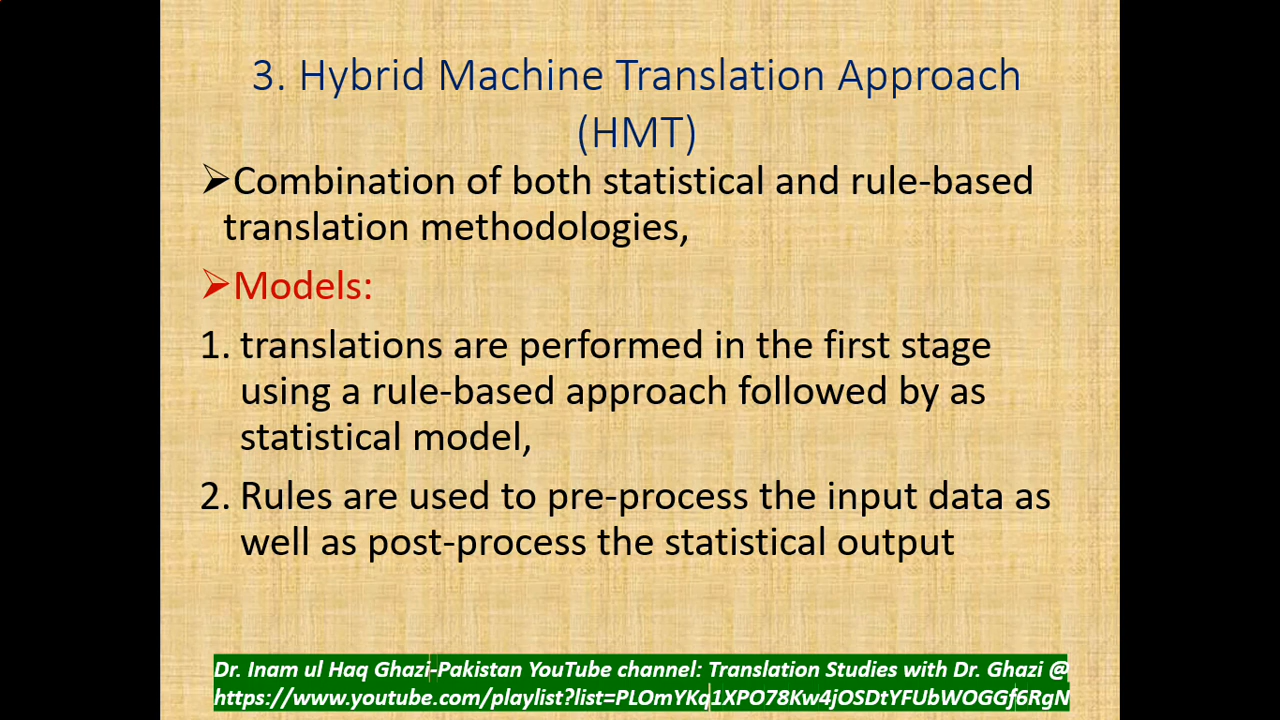 3. Hybrid Machine Translation Approach
(HMT)
➢Combination of both statistical and rule-based
translation methodologies,
➢Models:
1. translations are performed in the first stage
using a rule-based approach followed by as
statistical model,
2. Rules are used to pre-process the input data as
well as post-process the statistical output
Dr. Inam ul Haq Ghazi-Pakistan YouTube channel: Translation Studies with Dr. Ghazi @
https://www.youtube.com/playlist?list=PLOmYKq1XPO78Kw4jOSDtYFUbWOGGf6RgN